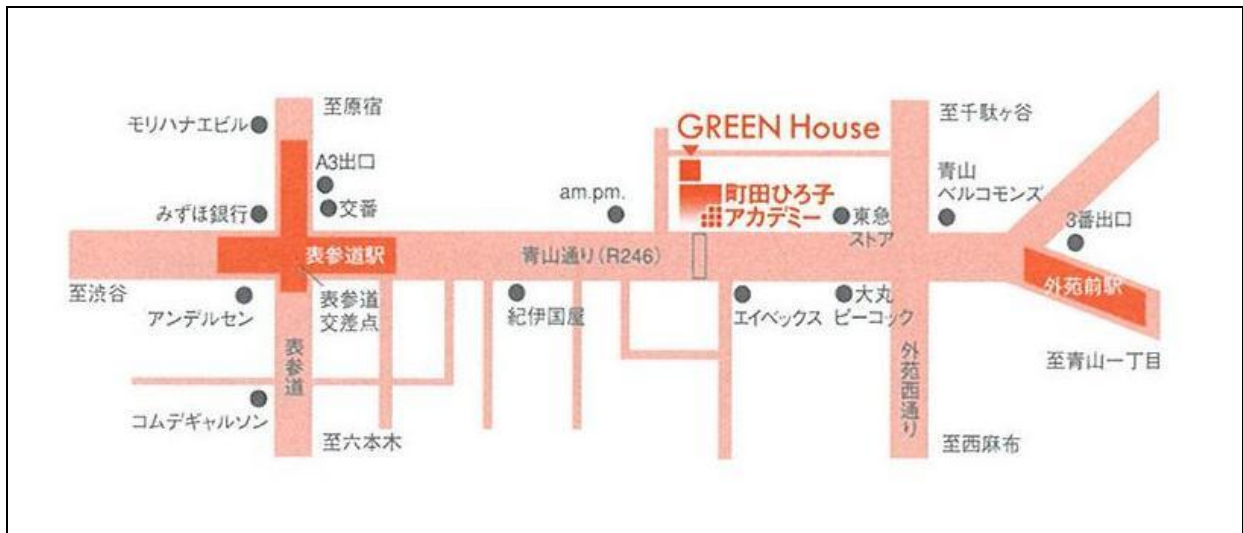 至原宿
モリハナエビル
A3出口
交番
みずほ銀行
表参道駅
至渋谷
アンデルセン
表参道
交差点
表参道
コムデギャルソン
至六本木
am.pm.
青山通り(R246)
紀伊国屋
GREEN House
町田ひろ子
アカデミー
東急
ストア
エイベックス
大丸
ピーコック
至千駄ヶ谷
青山
ベルコモンズ
3番出口
外苑前駅
至青山一丁目
外苑西通り
至西麻布